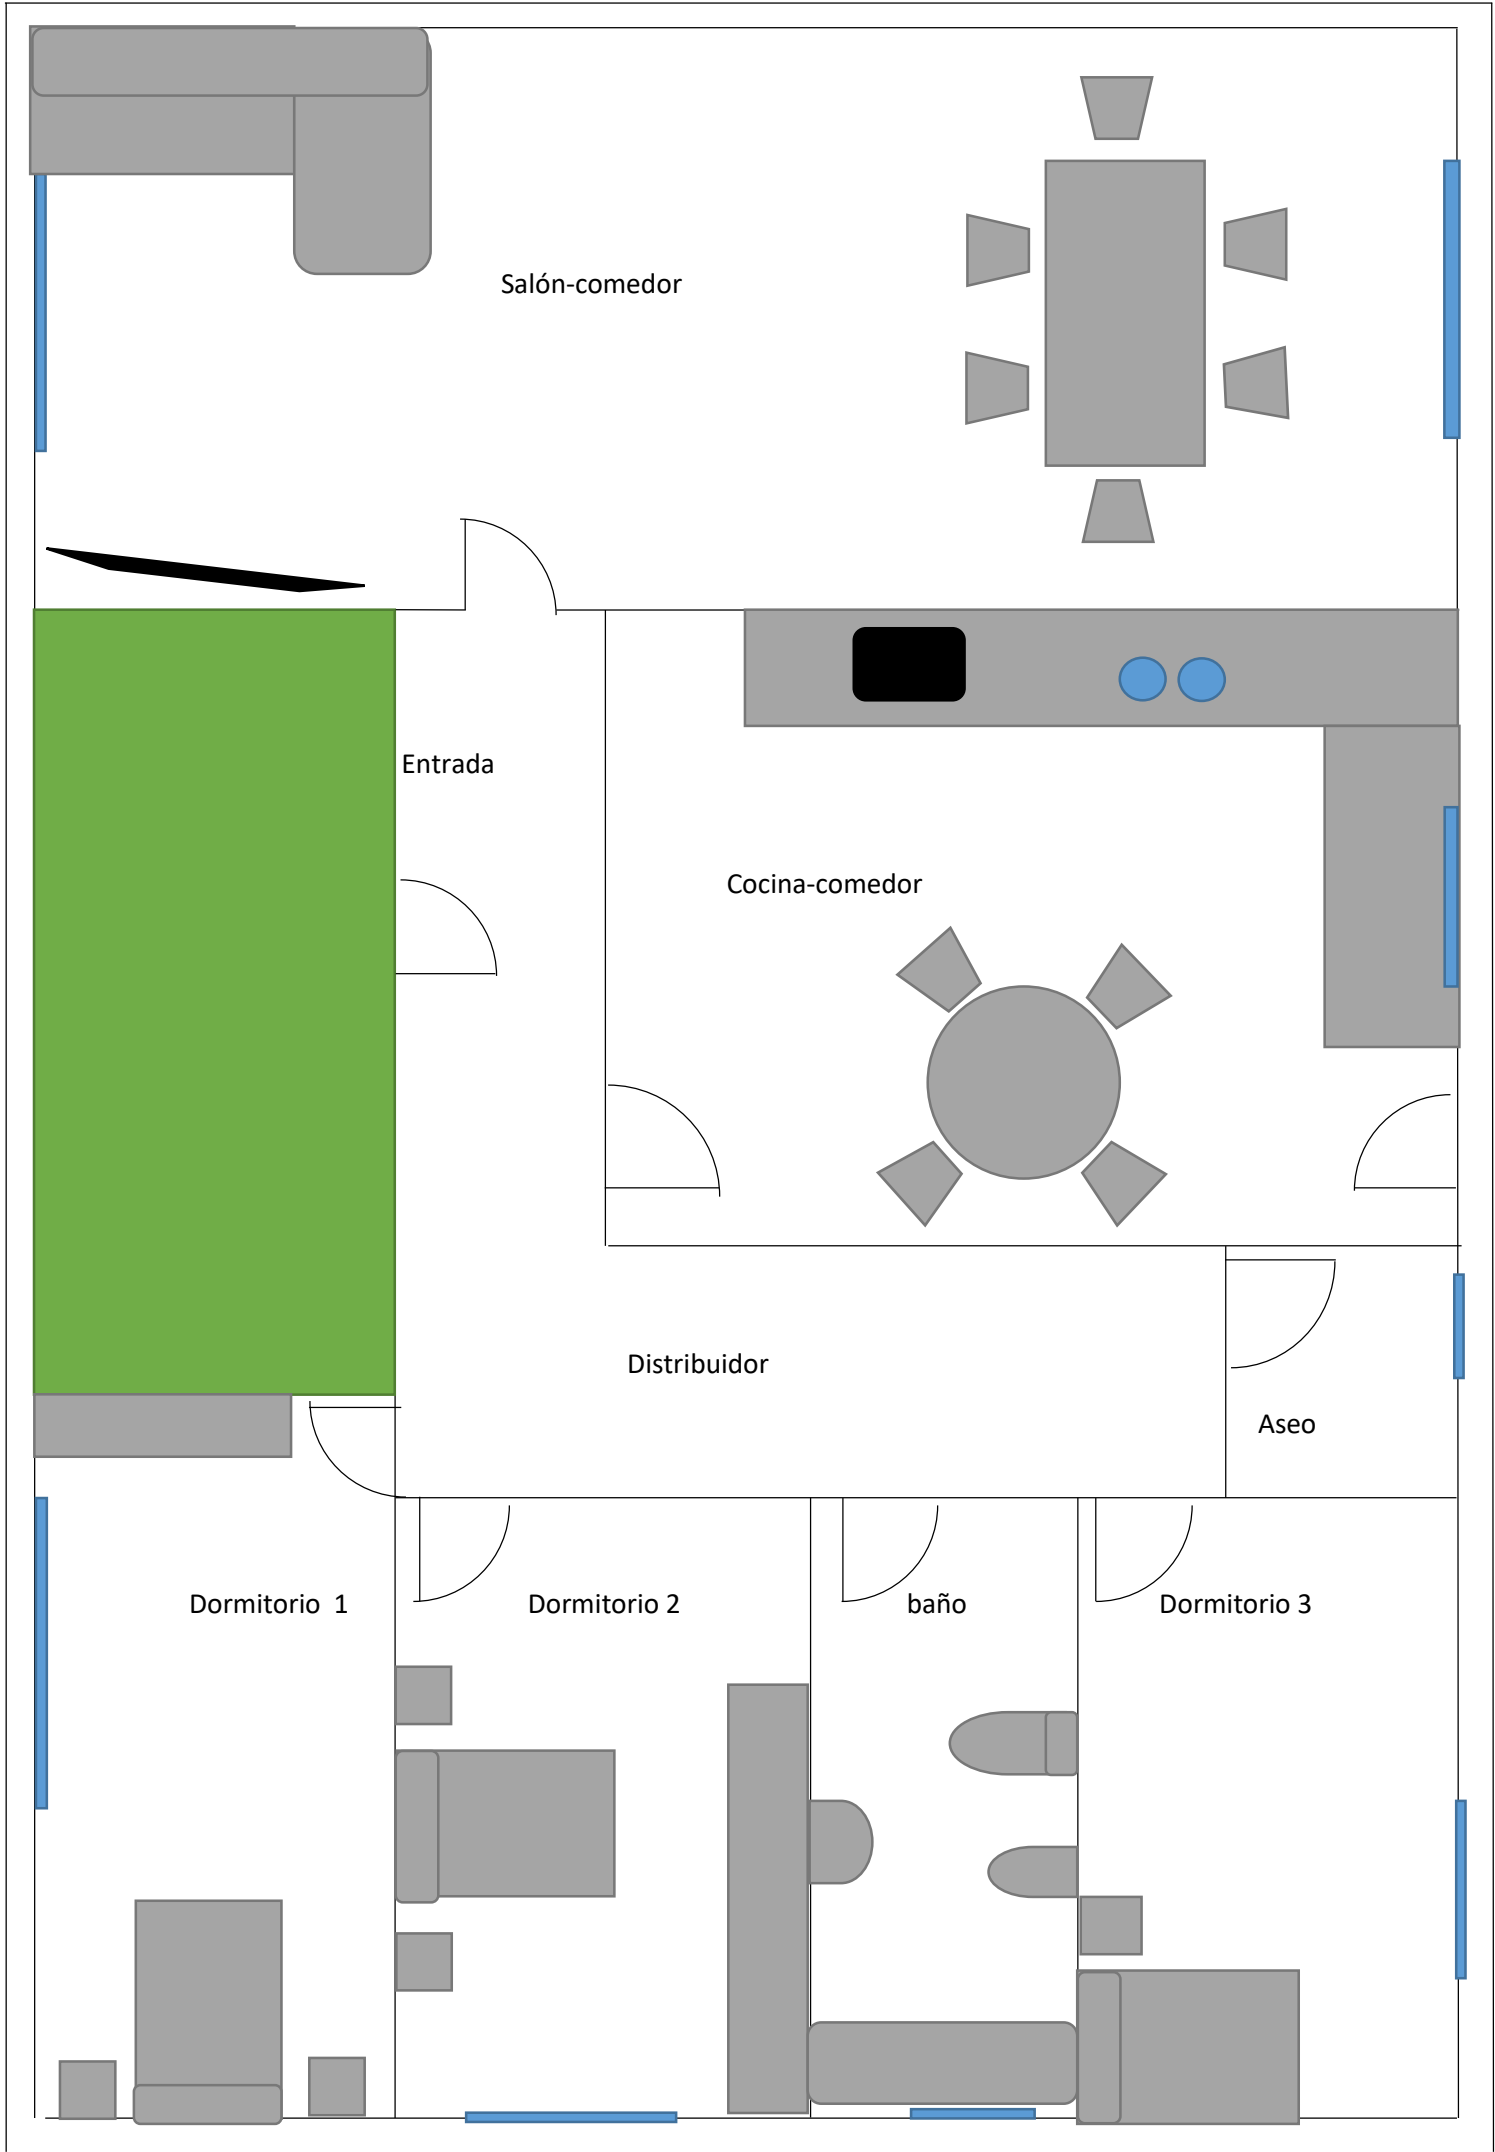 Salón-comedor
Entrada
Cocina-comedor
Distribuidor
Aseo
Dormitorio  1
Dormitorio 2
baño
Dormitorio 3